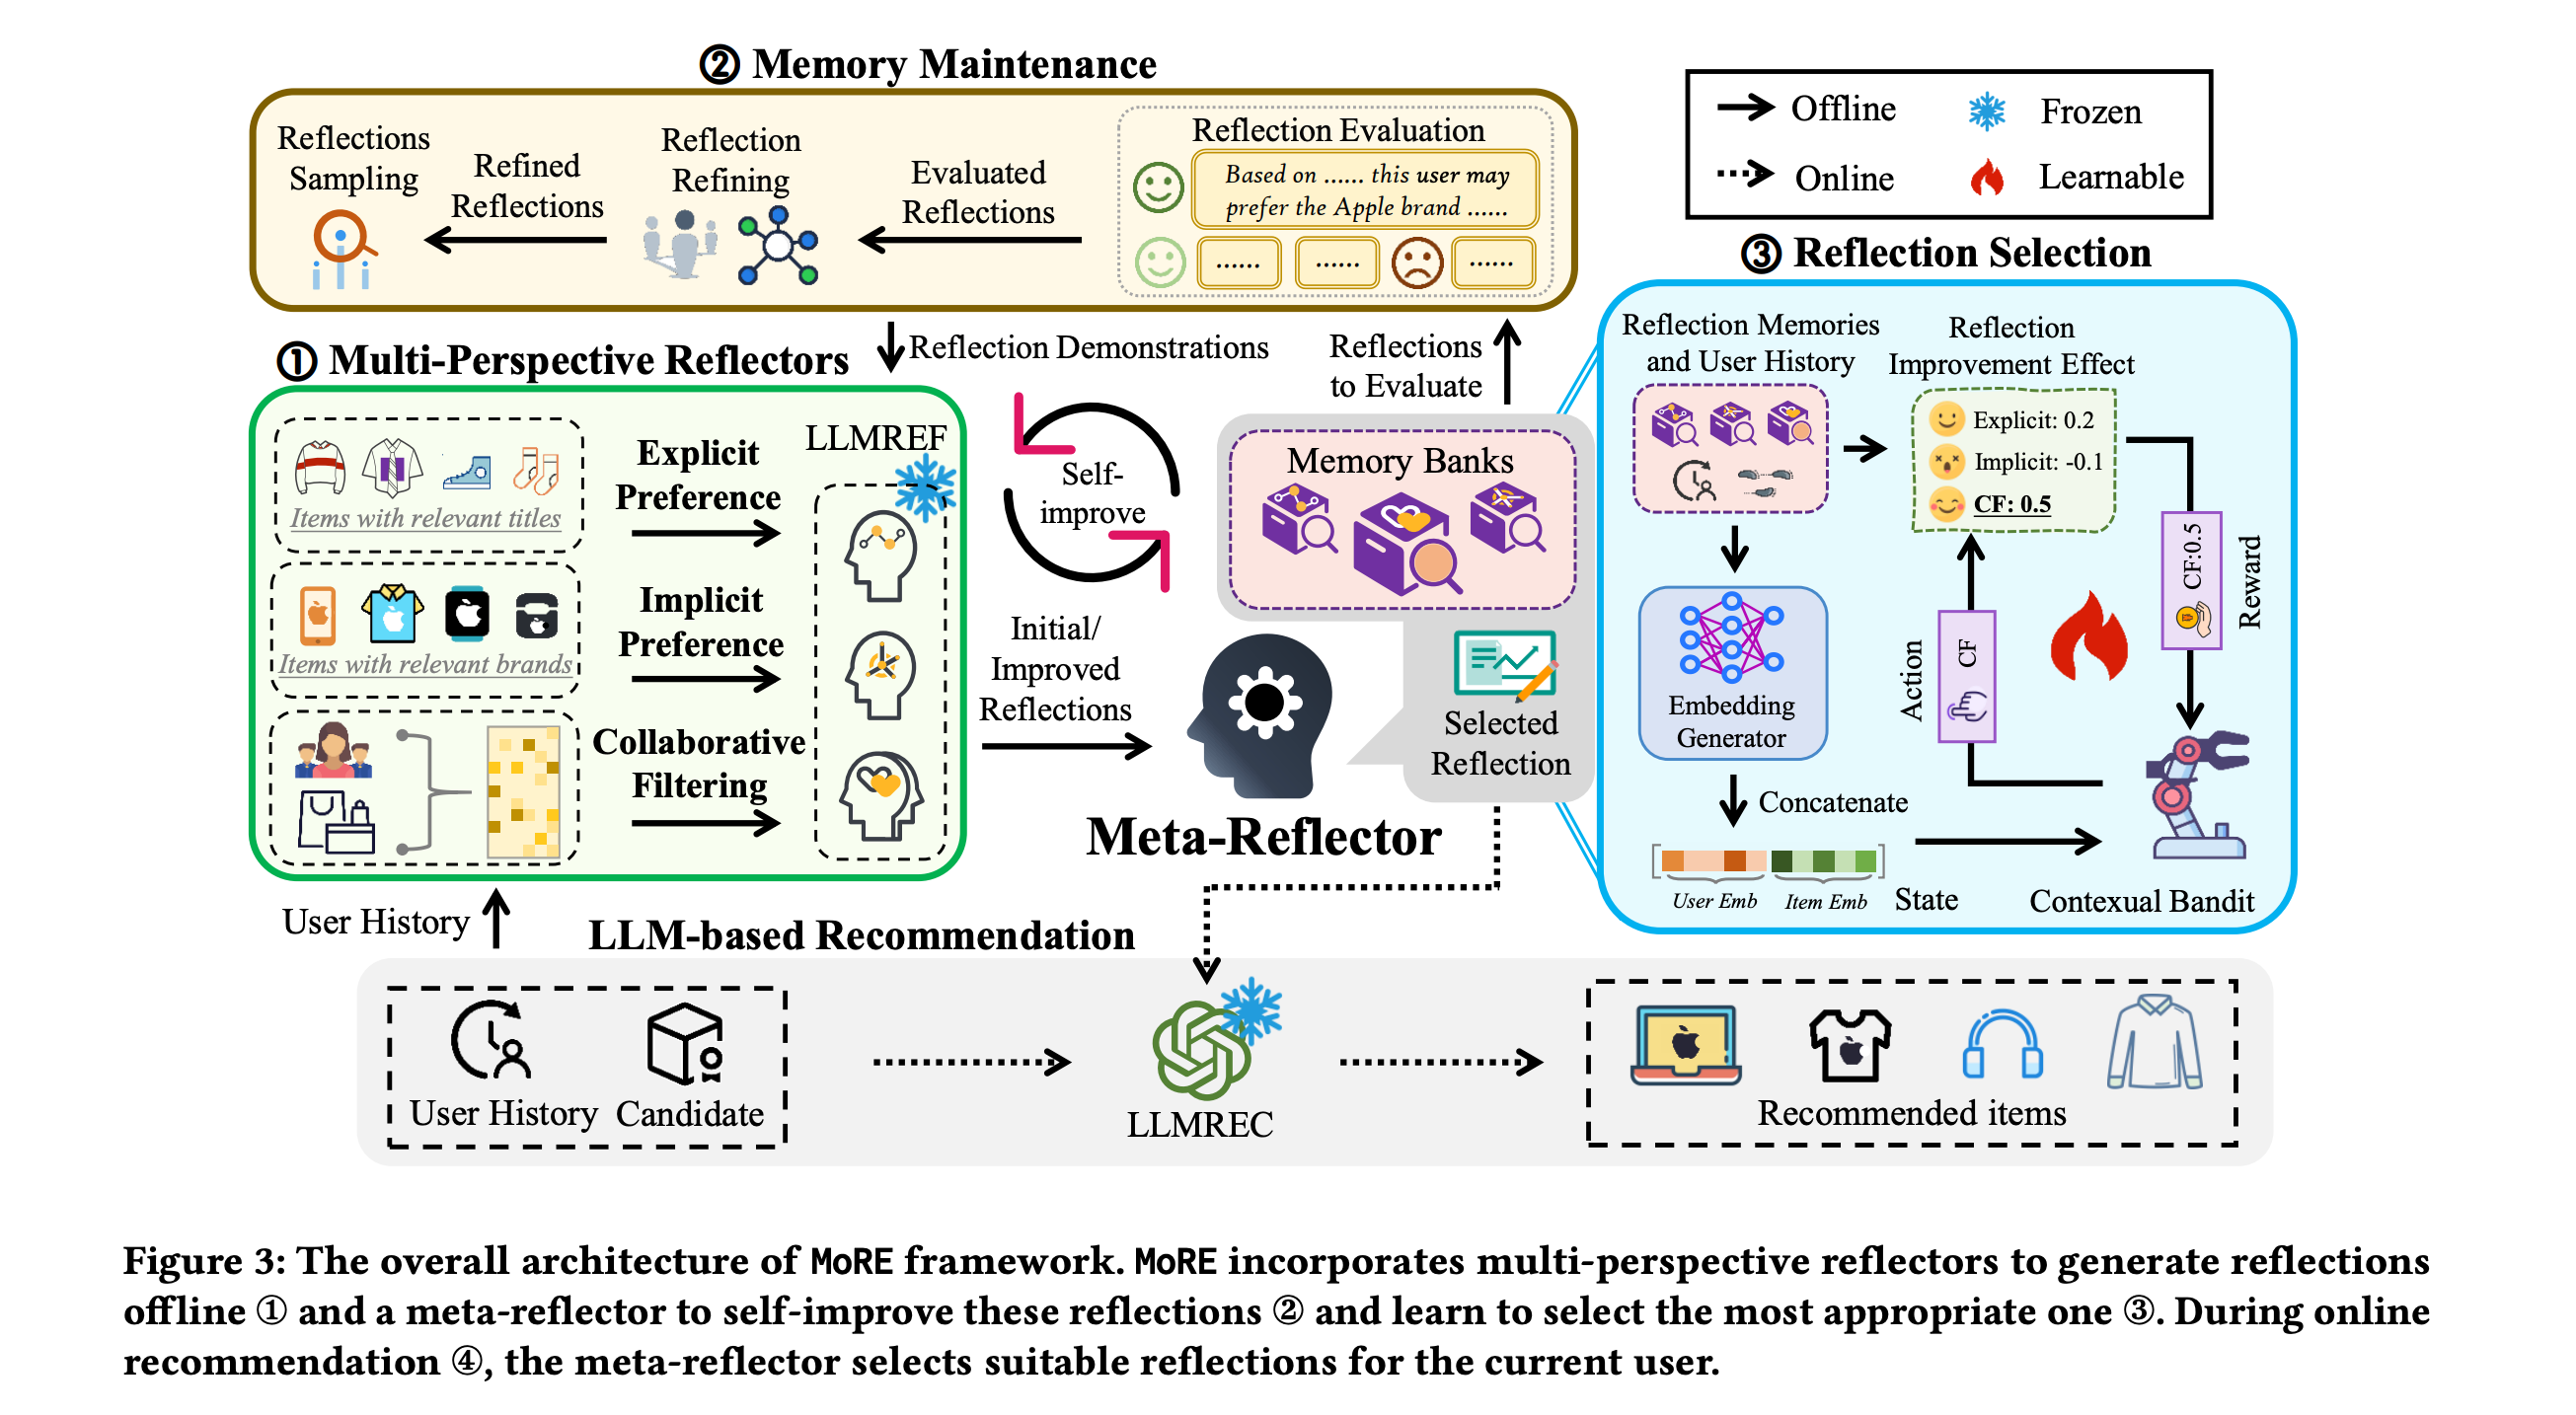 ② Memory Maintenance
Reflections
Sampling
Refined
Reflections
Reflection
Refining
Evaluated
Reflections
Reflection Evaluation
Based on ...... this user may
prefer the Apple brand ......
...... ...... ......
Offline
Frozen
Online
Learnable
① Multi-Perspective Reflectors
Reflection Demonstrations
Reflections
to Evaluate
Items with relevant titles
Explicit
Preference
Items with relevant brands
Implicit
Preference
Collaborative
Filtering
LLMREF
Self-
improve
Initial/
Improved
Reflections
Memory Banks
Selected
Reflection
Meta-Reflector
③ Reflection Selection
Reflection Memories
and User History
Reflection
Improvement Effect
Explicit: 0.2
Implicit: -0.1
CF: 0.5
CF:0.5
Reward
Action
CF
Embedding
Generator
Concatenate
User Emb
Item Emb
State
Contexual Bandit
User History
LLM-based Recommendation
User History
Candidate
LLMREC
Recommended items
Figure 3: The overall architecture of MoRE framework. MoRE incorporates multi-perspective reflectors to generate reflections
offline ① and a meta-reflector to self-improve these reflections ② and learn to select the most appropriate one ③. During online
recommendation ④, the meta-reflector selects suitable reflections for the current user.